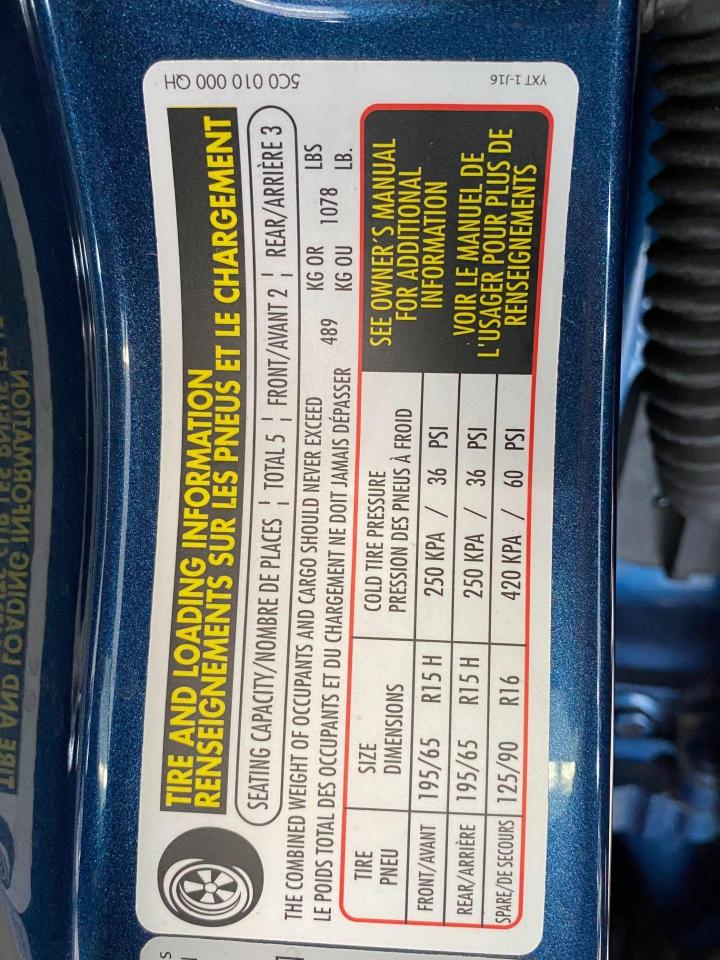 5C0 010 000 QH
YXT 1-J16
TIRE AND LOADING INFORMATION
RENSEIGNEMENTS SUR LES PNEUS ET LE CHARGEMENT
SEATING CAPACITY/NOMBRE DE PLACES ¦ TOTAL 5 ¦ FRONT/AVANT 2 ¦ REAR/ARRIÈRE 3
THE COMBINED WEIGHT OF OCCUPANTS AND CARGO SHOULD NEVER EXCEED 489 KG OR 1078 LBS
LE POIDS TOTAL DES OCCUPANTS ET DU CHARGEMENT NE DOIT JAMAIS DÉPASSER KG OU LB.
TIRE SIZE COLD TIRE PRESSURE
PNEU DIMENSIONS PRESSION DES PNEUS À FROID
FRONT/AVANT 195/65 R15 H 250 KPA / 36 PSI
REAR/ARRIÈRE 195/65 R15 H 250 KPA / 36 PSI
SPARE/DE SECOURS 125/90 R16 420 KPA / 60 PSI
SEE OWNER'S MANUAL
FOR ADDITIONAL
INFORMATION
VOIR LE MANUEL DE
L'USAGER POUR PLUS DE
RENSEIGNEMENTS
TIRE AND LOADING INFORMATION